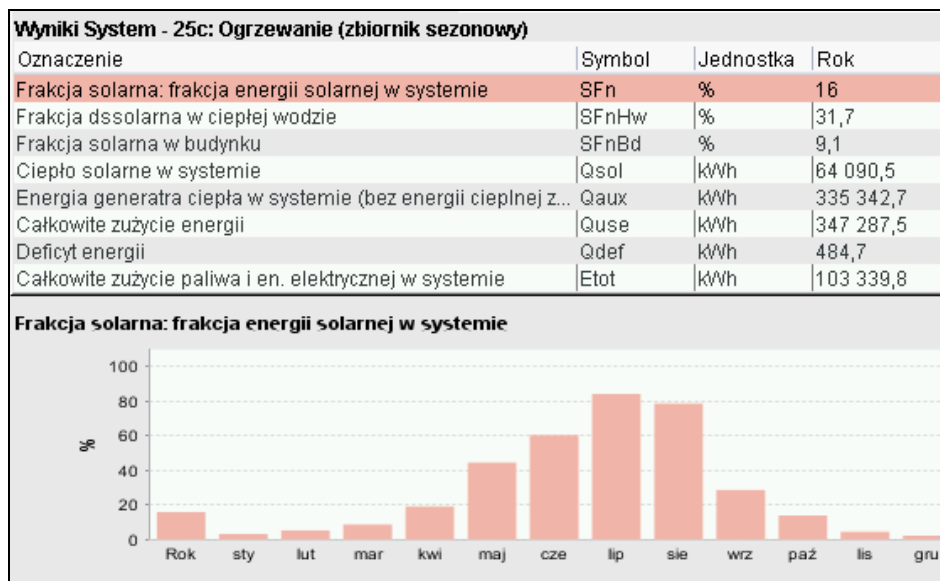 Wyniki System - 25c: Ogrzewanie (zbiornik sezonowy)
Oznaczenie Symbol Jednostka Rok
Frakcja solarna: frakcja energii solarnej w systemie SFn % 16
Frakcja dssolarna w ciepłej wodzie SFnHw % 31,7
Frakcja solarna w budynku SFnBd % 9,1
Ciepło solarne w systemie Qsol kWh 64 090,5
Energia generatra ciepła w systemie (bez energii cieplnej z... Qaux kWh 335 342,7
Całkowite zużycie energii Quse kWh 347 287,5
Deficyt energii Qdef kWh 484,7
Całkowite zużycie paliwa i en. elektrycznej w systemie Etot kWh 103 339,8
Frakcja solarna: frakcja energii solarnej w systemie
100
80
60
40
20
0
%
Rok sty lut mar kwi maj cze lip sie wrz paź lis gru